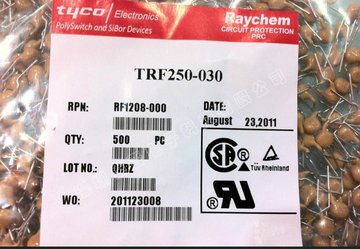 tyco Electronics
PolySwitch and SiBor Devices
Raychem
CIRCUIT PROTECTION
PRC
TRF250-030
RPN: RF1208-000
DATE:
August 23,2011
QTY: 500 PC
LOT NO: QHRZ
WO: 201123008
TÜV Rheinland